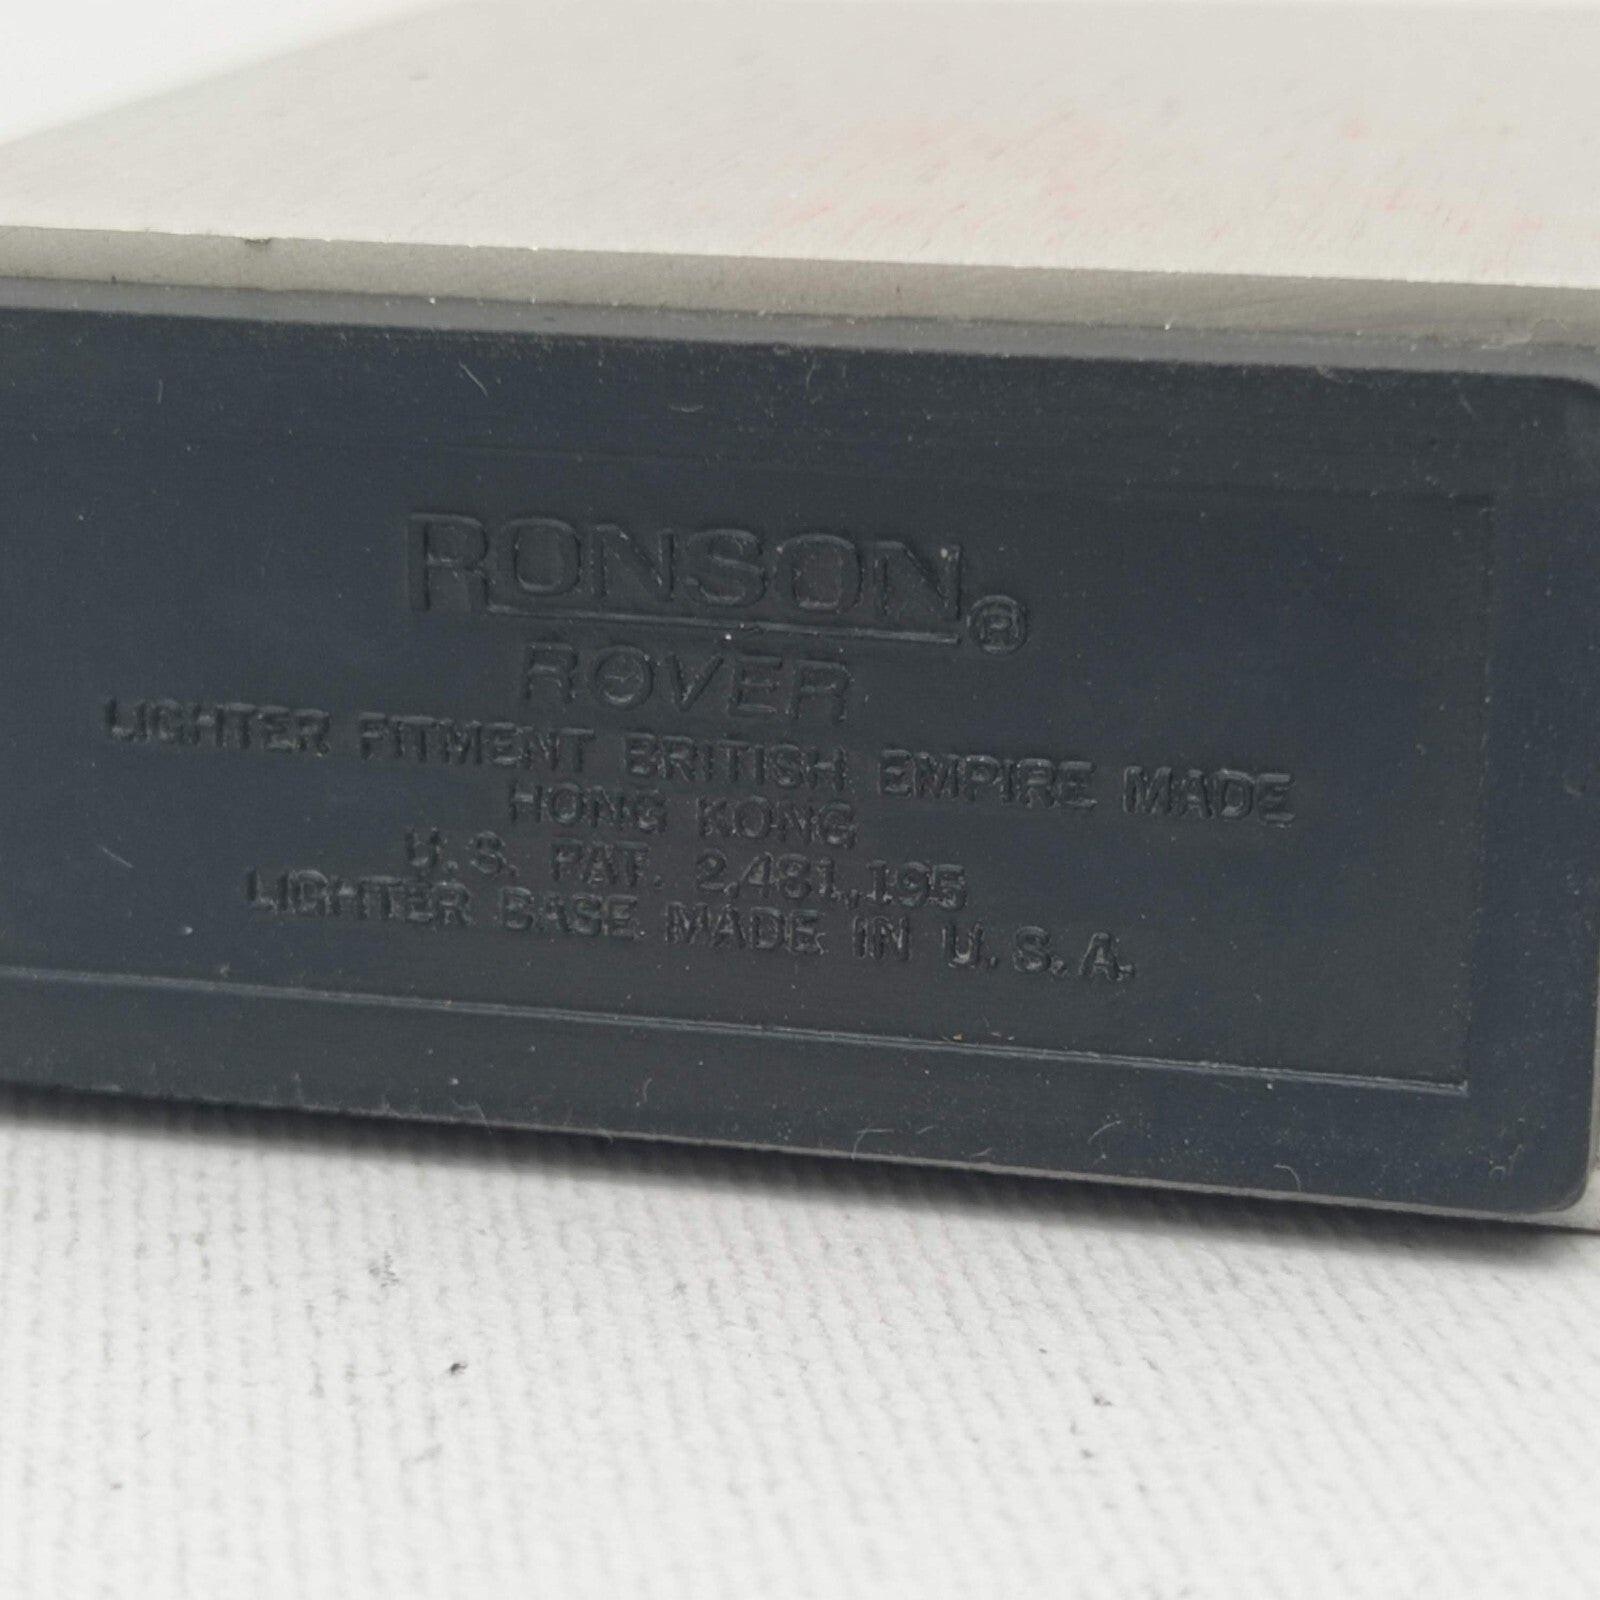 RONSON®
ROVER
LIGHTER FITMENT BRITISH EMPIRE MADE
HONG KONG
U.S. PAT. 2,481,195
LIGHTER BASE MADE IN U.S.A.